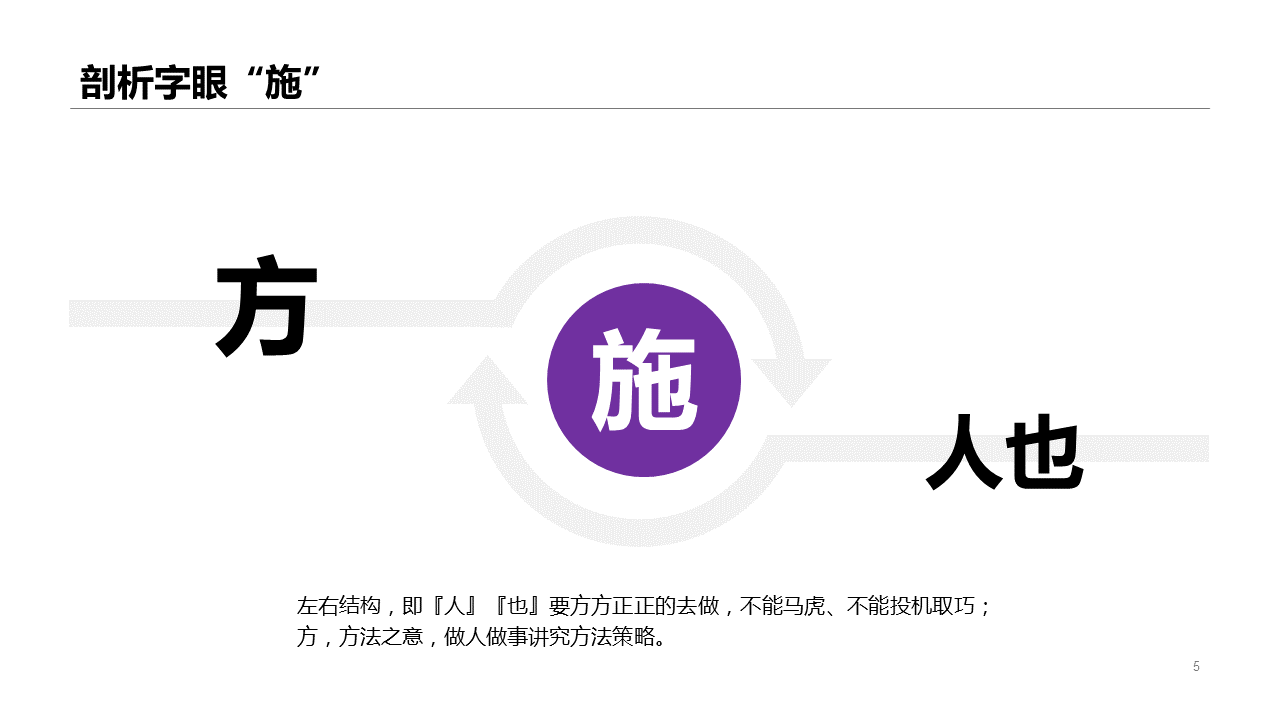 剖析字眼“施”
方
施
人也
左右结构，即『人』『也』要方方正正的去做，不能马虎、不能投机取巧；
方，方法之意，做人做事讲究方法策略。
5